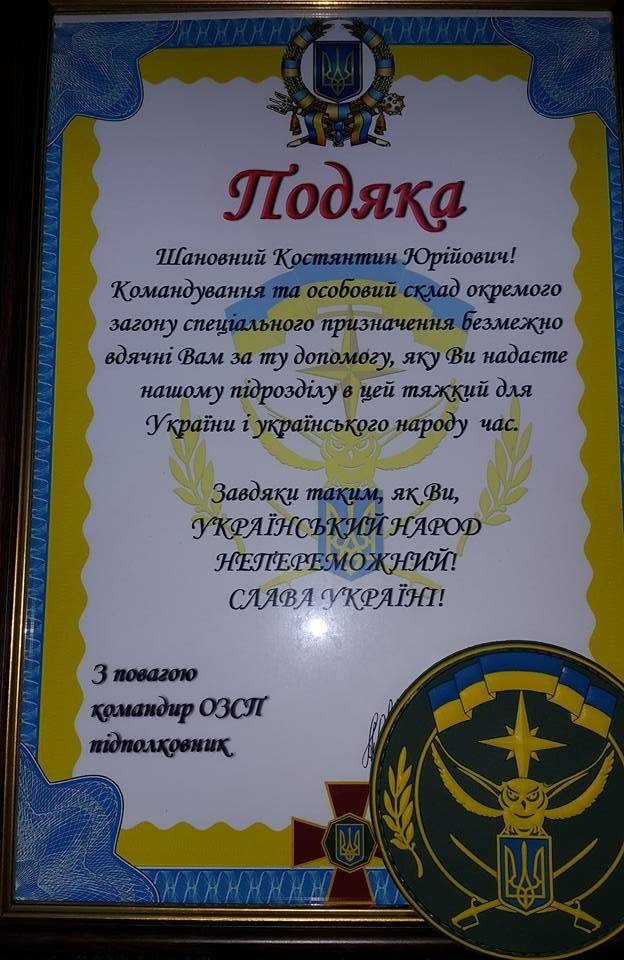 Подяка
Шановний Костянтин Юрійович!
Командування та особовий склад окремого
загону спеціального призначення безмежно
вдячні Вам за ту допомогу, яку Ви надаєте
нашому підрозділу в цей тяжкий для
України і українського народу час.
Завдяки таким, як Ви,
УКРАЇНСЬКИЙ НАРОД
НЕПЕРЕМОЖНИЙ!
СЛАВА УКРАЇНІ!
З повагою
командир ОЗСП
підполковник